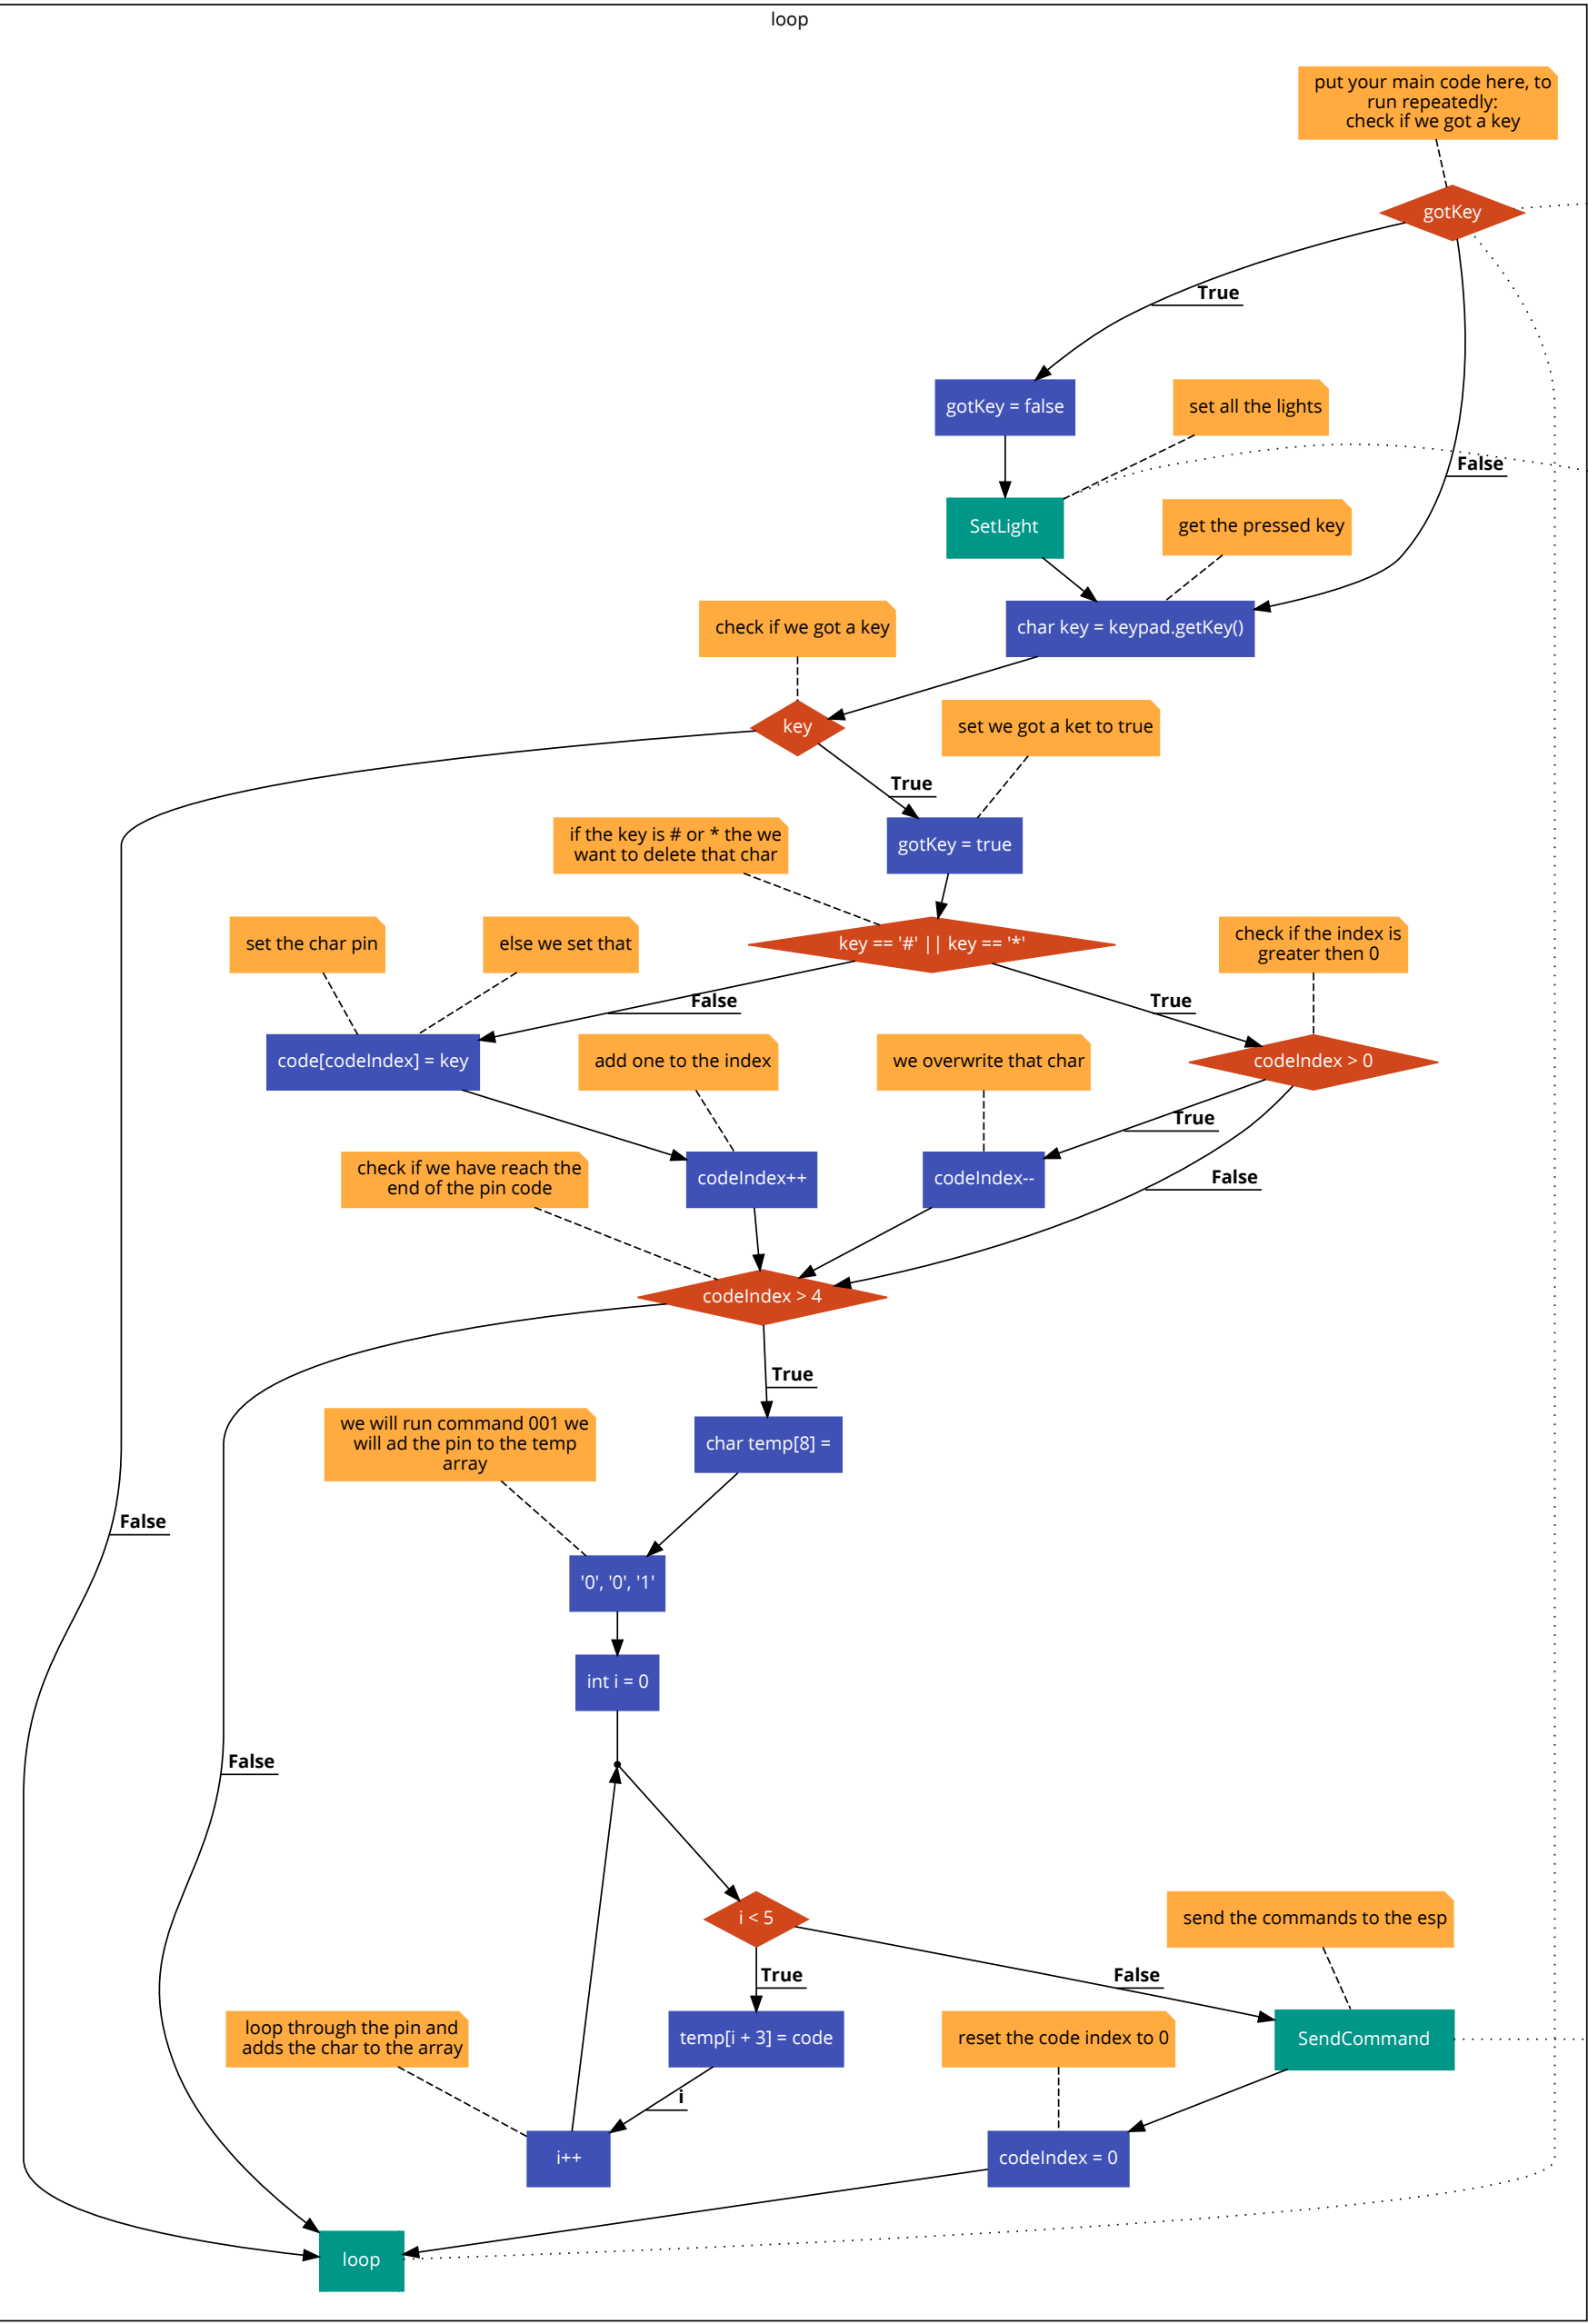 loop
put your main code here, to
run repeatedly:
check if we got a key
gotKey
True
gotKey = false
set all the lights
False
SetLight
get the pressed key
check if we got a key
char key = keypad.getKey()
key
set we got a ket to true
True
if the key is # or * the we
want to delete that char
gotKey = true
set the char pin
else we set that
key == '#' || key == '*'
check if the index is
greater then 0
False
True
code[codeIndex] = key
add one to the index
we overwrite that char
codeIndex > 0
True
check if we have reach the
end of the pin code
codeIndex++
codeIndex--
False
codeIndex > 4
True
we will run command 001 we
will ad the pin to the temp
array
char temp[8] =
False
'0', '0', '1'
int i = 0
False
i < 5
send the commands to the esp
True
False
loop through the pin and
adds the char to the array
temp[i + 3] = code
reset the code index to 0
SendCommand
i
i++
codeIndex = 0
loop